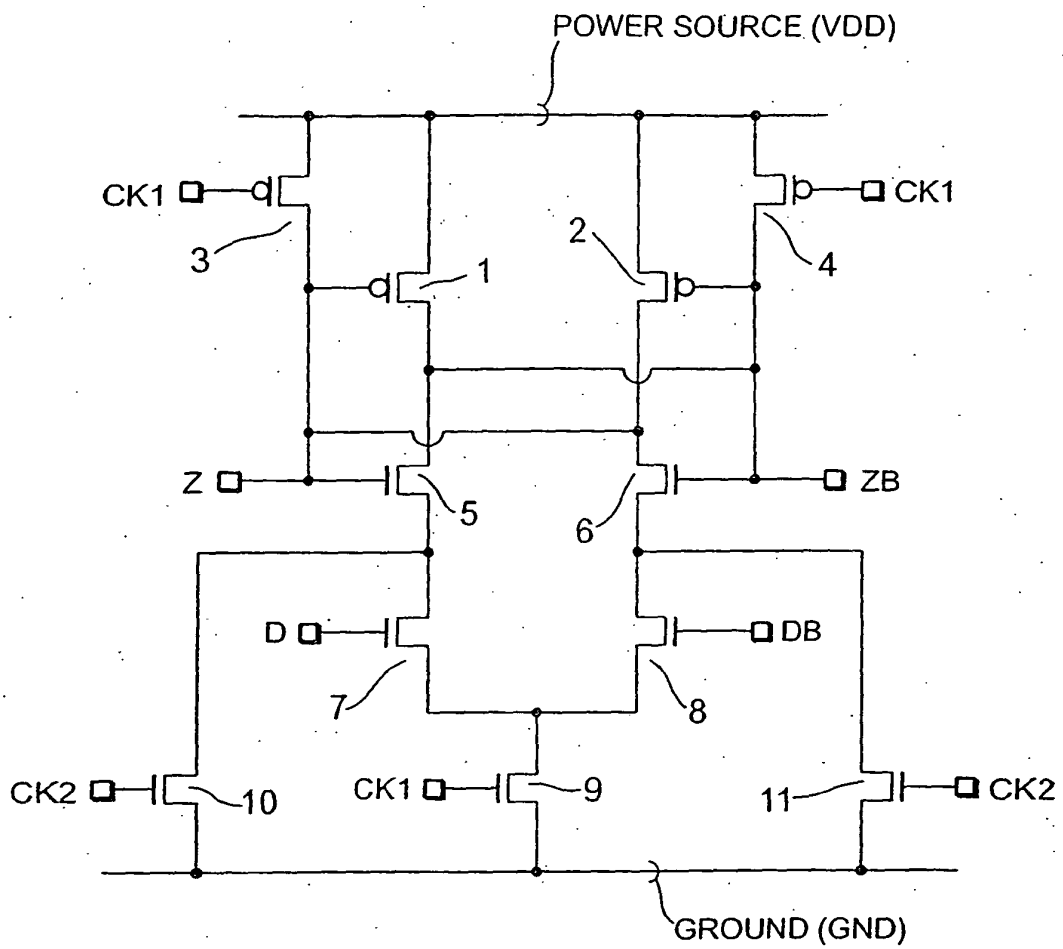 POWER SOURCE (VDD)
CK1
CK1
3
1
2
4
Z
5
6
ZB
D
DB
7
8
CK2
10
CK1
9
11
CK2
GROUND (GND)